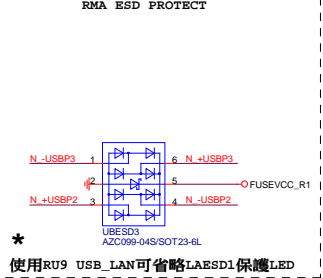 RMA ESD PROTECT
N_-USBP3 1 6 N_+USBP3
2 5 FUSEVCC_R1
N_+USBP2 3 4 N_-USBP2
UBESD3
AZC099-04S/SOT23-6L
*
使用RU9 USB_LAN可省略LAESD1保護LED